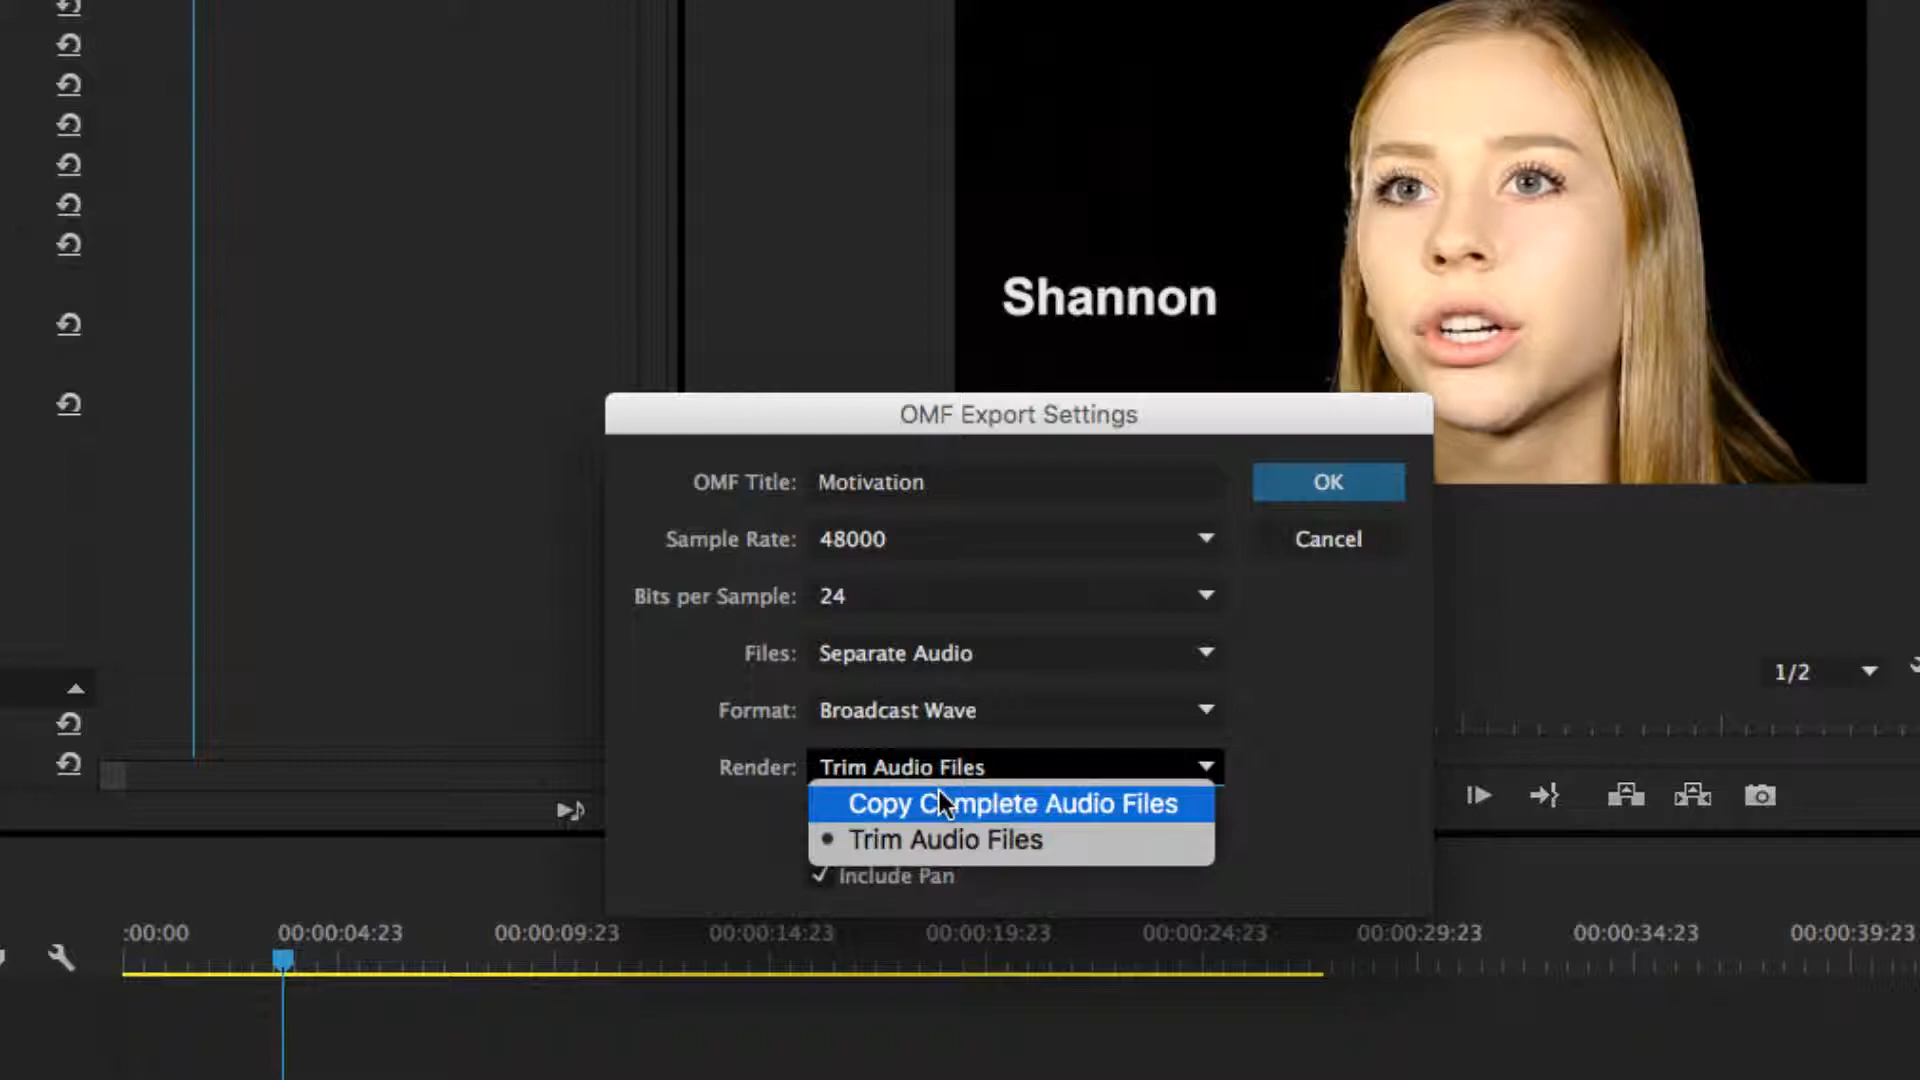 Shannon
OMF Export Settings
OMF Title: Motivation
OK
Sample Rate: 48000
Cancel
Bits per Sample: 24
Files: Separate Audio
1/2
Format: Broadcast Wave
Render: Trim Audio Files
Copy Complete Audio Files
Trim Audio Files
Include Pan
:00:00 00:00:04:23 00:00:09:23 00:00:14:23 00:00:19:23 00:00:24:23 00:00:29:23 00:00:34:23 00:00:39:23